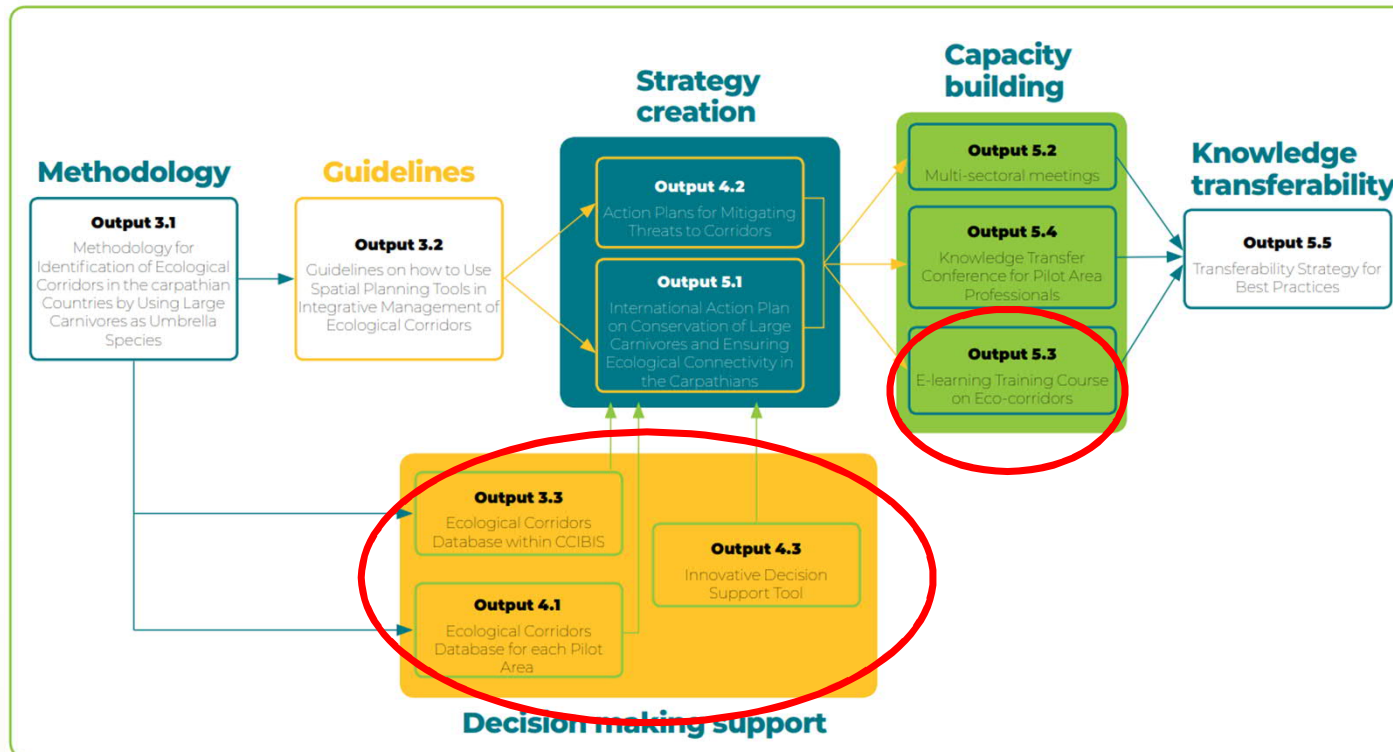 Methodology
Output 3.1
Methodology for
Identification of Ecological
Corridors in the carpathian
Countries by Using Large
Carnivores as Umbrella
Species
Guidelines
Output 3.2
Guidelines on how to Use
Spatial Planning Tools in
Integrative Management of
Ecological Corridors
Strategy
creation
Output 4.2
Action Plans for Mitigating
Threats to Corridors
Output 5.1
International Action Plan
on Conservation of Large
Carnivores and Ensuring
Ecological Connectivity in
the Carpathians
Capacity
building
Output 5.2
Multi-sectoral meetings
Output 5.4
Knowledge Transfer
Conference for Pilot Area
Professionals
Output 5.3
E-learning Training Course
on Eco-corridors
Knowledge
transferability
Output 5.5
Transferability Strategy for
Best Practices
Output 3.3
Ecological Corridors
Database within CCIBIS
Output 4.1
Ecological Corridors
Database for each Pilot
Area
Output 4.3
Innovative Decision
Support Tool
Decision making support